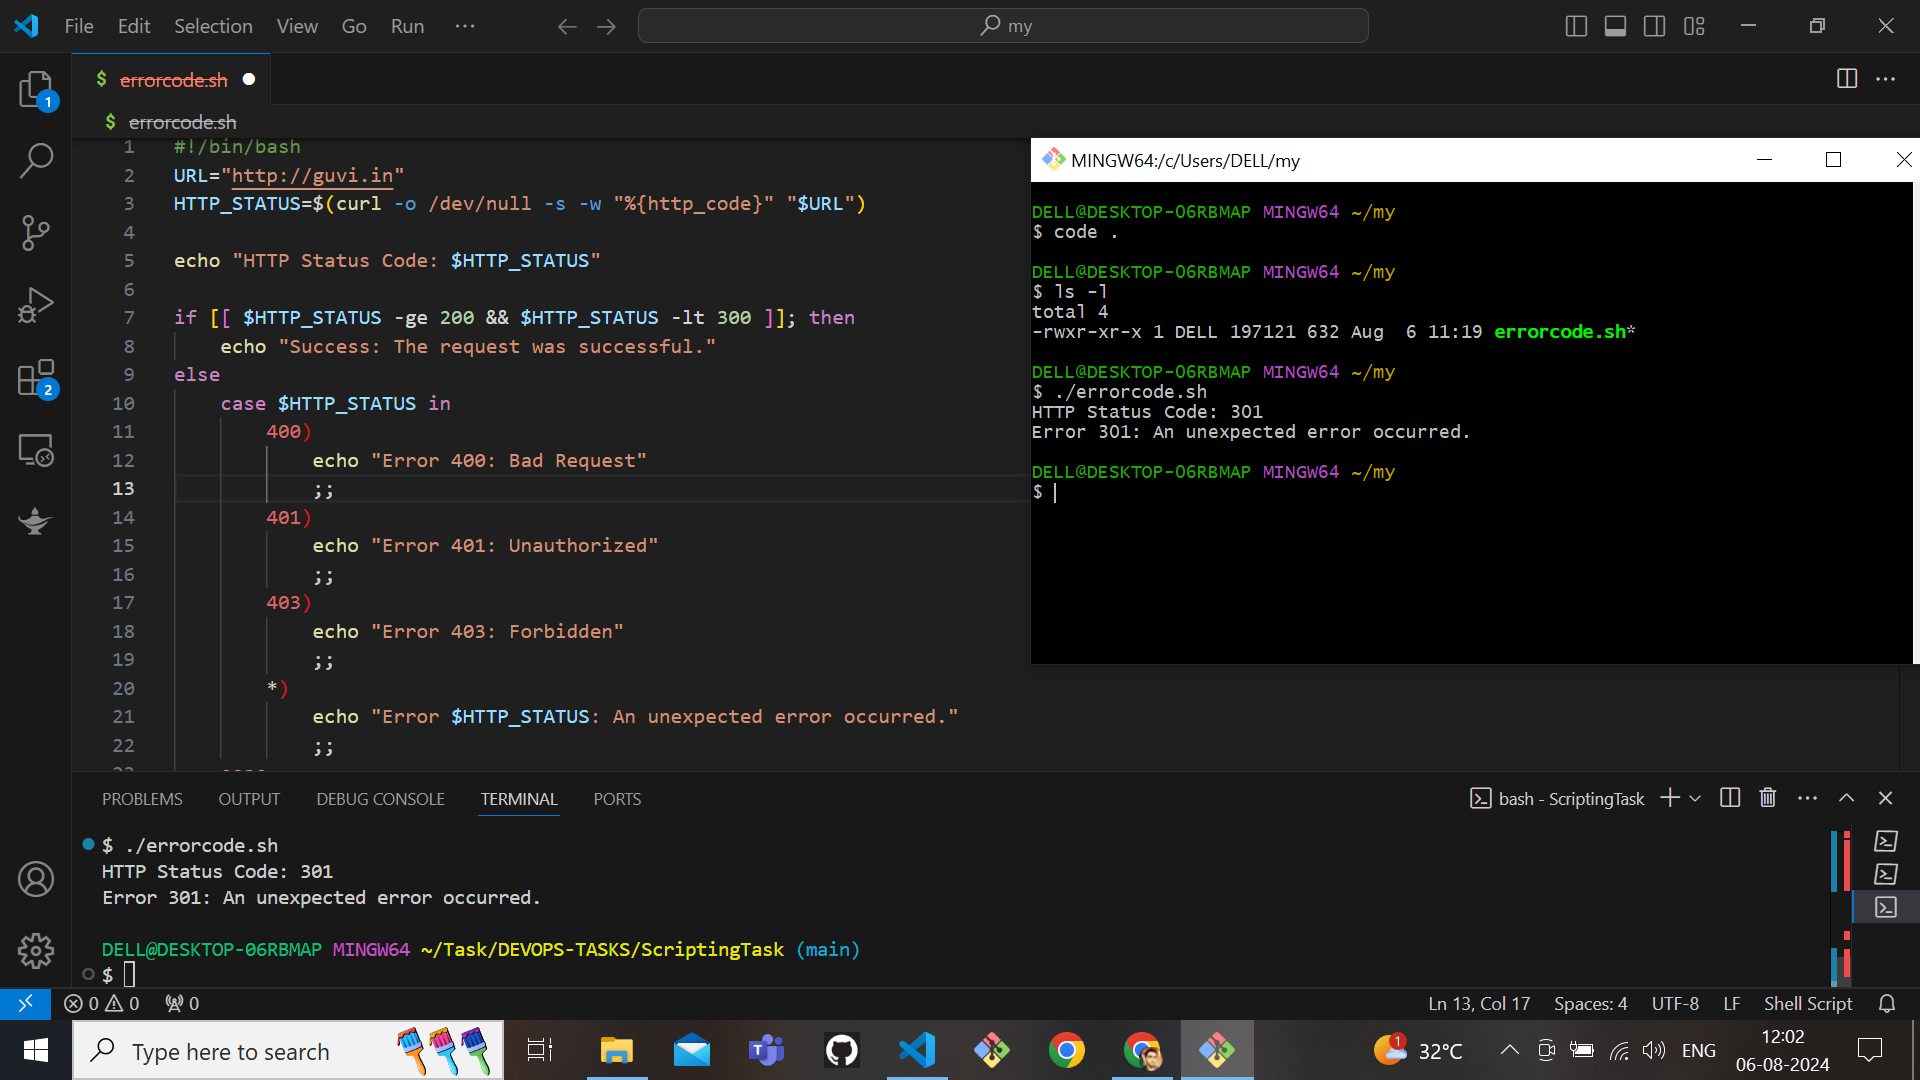 File Edit Selection View Go Run ··· my
$ errorcode.sh
$ errorcode.sh
1 #!/bin/bash
2 URL="http://guvi.in"
3 HTTP_STATUS=$(curl -o /dev/null -s -w "%{http_code}" "$URL")
4
5 echo "HTTP Status Code: $HTTP_STATUS"
6
7 if [[ $HTTP_STATUS -ge 200 && $HTTP_STATUS -lt 300 ]]; then
8 echo "Success: The request was successful."
9 else
10 case $HTTP_STATUS in
11 400)
12 echo "Error 400: Bad Request"
13 ;;
14 401)
15 echo "Error 401: Unauthorized"
16 ;;
17 403)
18 echo "Error 403: Forbidden"
19 ;;
20 *)
21 echo "Error $HTTP_STATUS: An unexpected error occurred."
22 ;;
MINGW64:/c/Users/DELL/my
DELL@DESKTOP-06RBMAP MINGW64 ~/my
$ code .
DELL@DESKTOP-06RBMAP MINGW64 ~/my
$ ls -l
total 4
-rwxr-xr-x 1 DELL 197121 632 Aug  6 11:19 errorcode.sh*
DELL@DESKTOP-06RBMAP MINGW64 ~/my
$ ./errorcode.sh
HTTP Status Code: 301
Error 301: An unexpected error occurred.
DELL@DESKTOP-06RBMAP MINGW64 ~/my
$
1
2
PROBLEMS OUTPUT DEBUG CONSOLE TERMINAL PORTS bash - ScriptingTask
$ ./errorcode.sh
HTTP Status Code: 301
Error 301: An unexpected error occurred.
DELL@DESKTOP-06RBMAP MINGW64 ~/Task/DEVOPS-TASKS/ScriptingTask (main)
$
0 0 0 Ln 13, Col 17 Spaces: 4 UTF-8 LF Shell Script
Type here to search 1 32°C ENG 12:02
06-08-2024